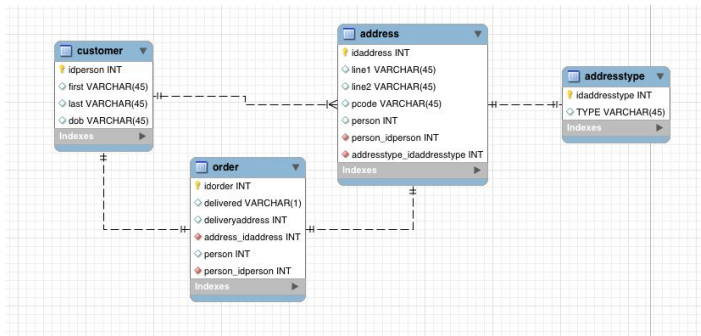 customer
idperson INT
first VARCHAR(45)
last VARCHAR(45)
dob VARCHAR(45)
Indexes
address
idaddress INT
line1 VARCHAR(45)
line2 VARCHAR(45)
pcode VARCHAR(45)
person INT
person_idperson INT
addresstype_idaddresstype INT
Indexes
addresstype
idaddresstype INT
TYPE VARCHAR(45)
Indexes
order
idorder INT
delivered VARCHAR(1)
deliveryaddress INT
address_idaddress INT
person INT
person_idperson INT
Indexes